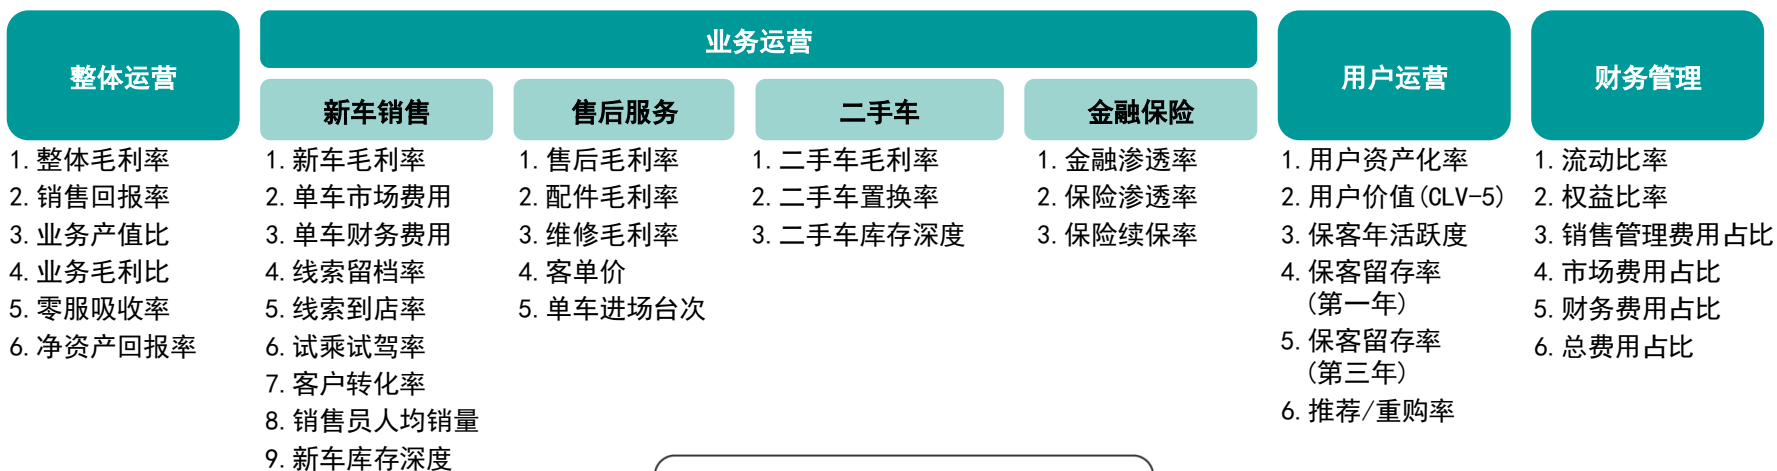 整体运营
1.整体毛利率
2.销售回报率
3.业务产值比
4.业务毛利比
5.零服吸收率
6.净资产回报率
业务运营
新车销售
1.新车毛利率
2.单车市场费用
3.单车财务费用
4.线索留档率
5.线索到店率
6.试乘试驾率
7.客户转化率
8.销售员人均销量
9.新车库存深度
售后服务
1.售后毛利率
2.配件毛利率
3.维修毛利率
4.客单价
5.单车进场台次
二手车
1.二手车毛利率
2.二手车置换率
3.二手车库存深度
金融保险
1.金融渗透率
2.保险渗透率
3.保险续保率
用户运营
1.用户资产化率
2.用户价值(CLV-5)
3.保客年活跃度
4.保客留存率
(第一年)
5.保客留存率
(第三年)
6.推荐/重购率
财务管理
1.流动比率
2.权益比率
3.销售管理费用占比
4.市场费用占比
5.财务费用占比
6.总费用占比